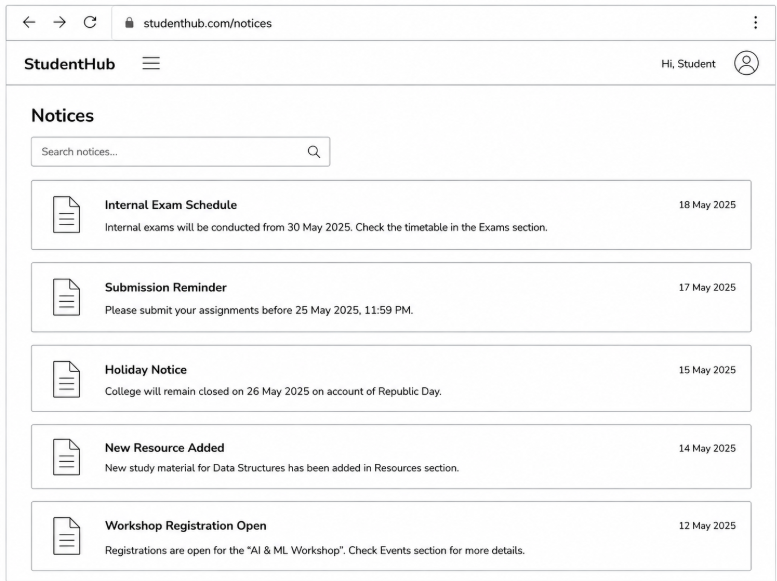 studenthub.com/notices
StudentHub
Hi, Student
Notices
Search notices...
Internal Exam Schedule
18 May 2025
Internal exams will be conducted from 30 May 2025. Check the timetable in the Exams section.
Submission Reminder
17 May 2025
Please submit your assignments before 25 May 2025, 11:59 PM.
Holiday Notice
15 May 2025
College will remain closed on 26 May 2025 on account of Republic Day.
New Resource Added
14 May 2025
New study material for Data Structures has been added in Resources section.
Workshop Registration Open
12 May 2025
Registrations are open for the “AI & ML Workshop”. Check Events section for more details.